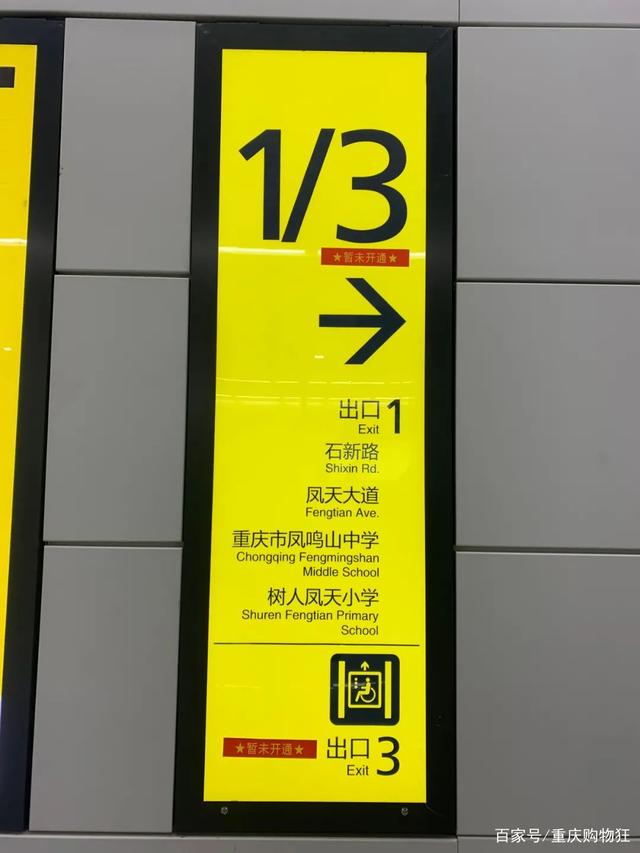 1/3
★暂未开通★
出口 1
Exit
石新路
Shixin Rd.
凤天大道
Fengtian Ave.
重庆市凤鸣山中学
Chongqing Fengmingshan
Middle School
树人凤天小学
Shuren Fengtian Primary
School
★暂未开通★ 出口 3
Exit
百家号/重庆购物狂